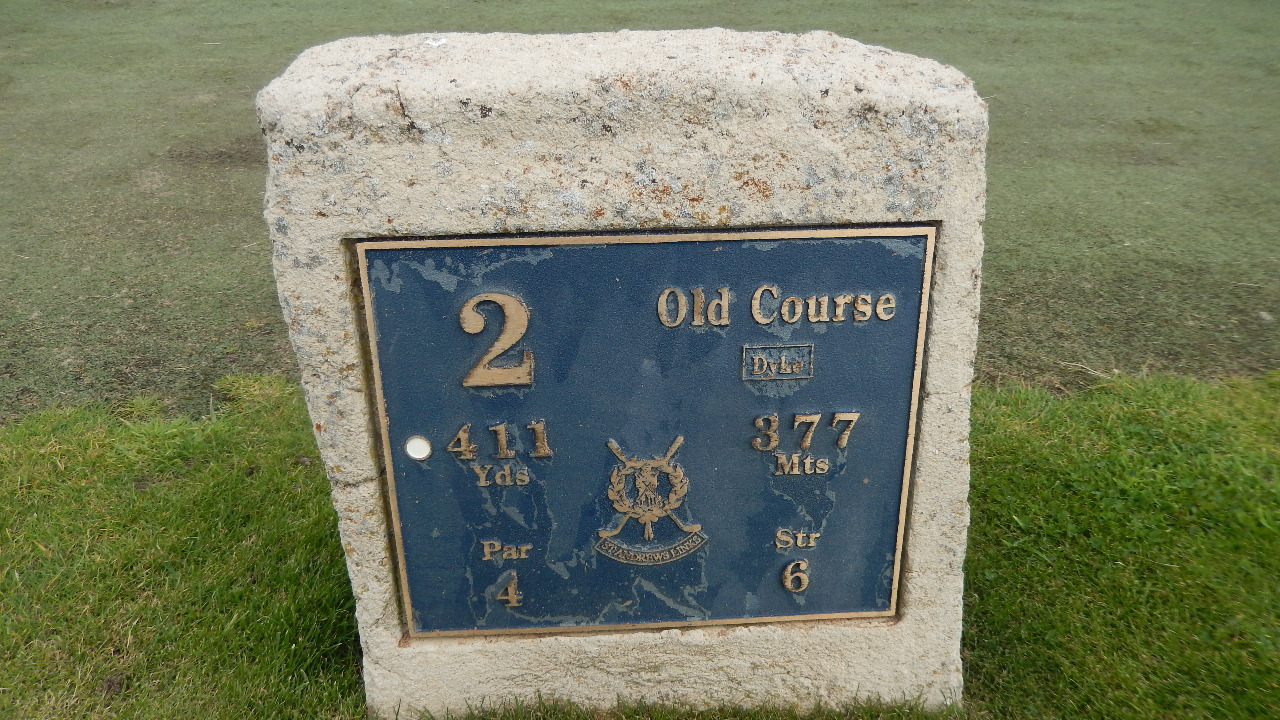 2
Old Course
Dyke
411
Yds
377
Mts
ST ANDREWS LINKS
Par
4
Str
6